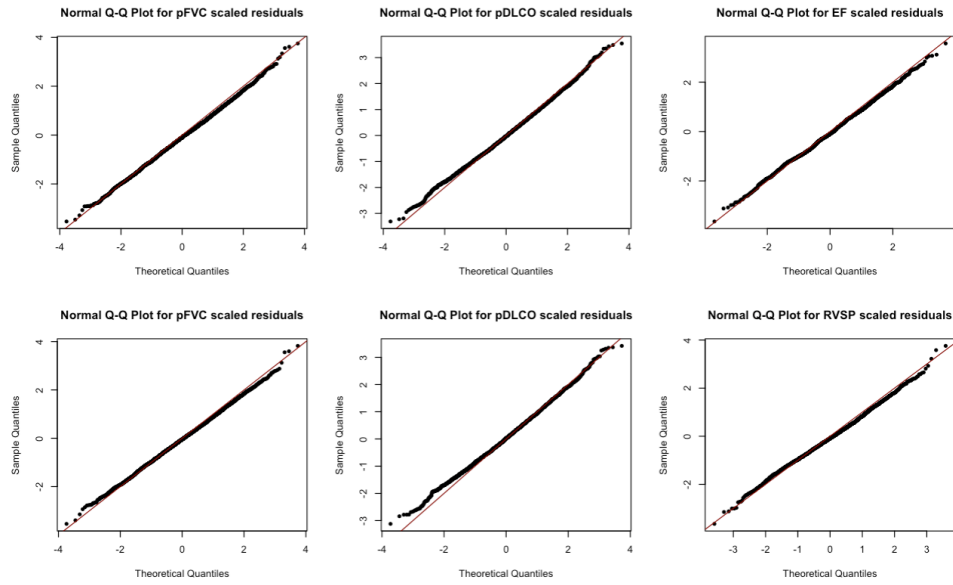 Normal Q-Q Plot for pFVC scaled residuals
Sample Quantiles
4
2
0
-2
-4 -2 0 2 4
Theoretical Quantiles
Normal Q-Q Plot for pDLCO scaled residuals
Sample Quantiles
3
2
1
0
-1
-2
-3
-4 -2 0 2 4
Theoretical Quantiles
Normal Q-Q Plot for EF scaled residuals
Sample Quantiles
2
0
-2
-2 0 2
Theoretical Quantiles
Normal Q-Q Plot for pFVC scaled residuals
Sample Quantiles
4
2
0
-2
-4 -2 0 2 4
Theoretical Quantiles
Normal Q-Q Plot for pDLCO scaled residuals
Sample Quantiles
3
2
1
0
-1
-2
-3
-4 -2 0 2 4
Theoretical Quantiles
Normal Q-Q Plot for RVSP scaled residuals
Sample Quantiles
4
2
0
-2
-3 -2 -1 0 1 2 3
Theoretical Quantiles